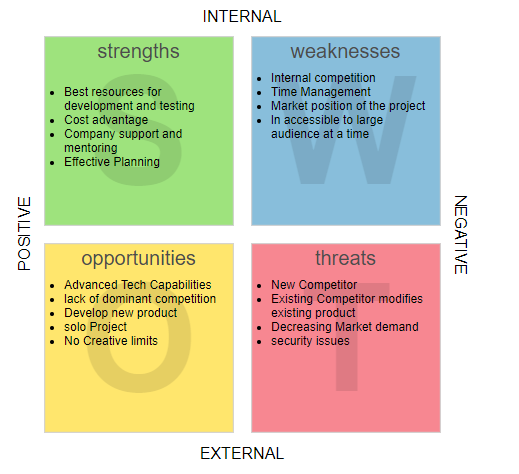 INTERNAL
strengths
S
• Best resources for
development and testing
• Cost advantage
• Company support and
mentoring
• Effective Planning
weaknesses
W
• Internal competition
• Time Management
• Market position of the project
• In accessible to large
audience at a time
POSITIVE
NEGATIVE
opportunities
O
• Advanced Tech Capabilities
• lack of dominant competition
• Develop new product
• solo Project
• No Creative limits
threats
T
• New Competitor
• Existing Competitor modifies
existing product
• Decreasing Market demand
• security issues
EXTERNAL